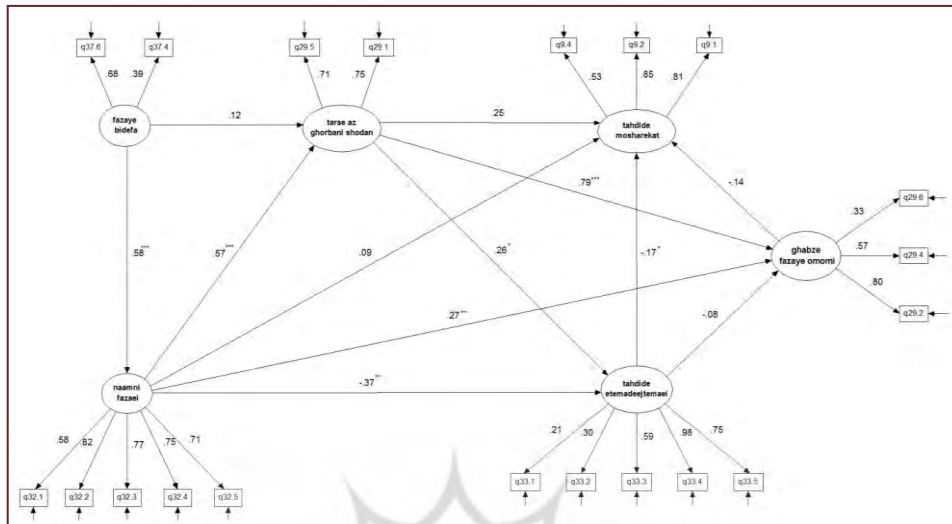 q37.6
q37.4
q29.5
q29.1
q9.4
q9.2
q9.1
.68
.39
.71
.75
.53
.85
.81
fazaye
bidefa
.12
tarse az
ghorbani shodan
.25
tahdide
mosharekat
.79***
-.14
q29.6
.33
.58***
.57***
.09
.26*
-.17*
ghabze
fazaye omomi
.57
q29.4
.80
.27**
-.08
q29.2
naamni
fazaei
-.37
tahdide
etemadeejtemaei
.58
.82
.77
.75
.71
.21
.30
.59
.98
.75
q32.1
q32.2
q32.3
q32.4
q32.5
q33.1
q33.2
q33.3
q33.4
q33.5